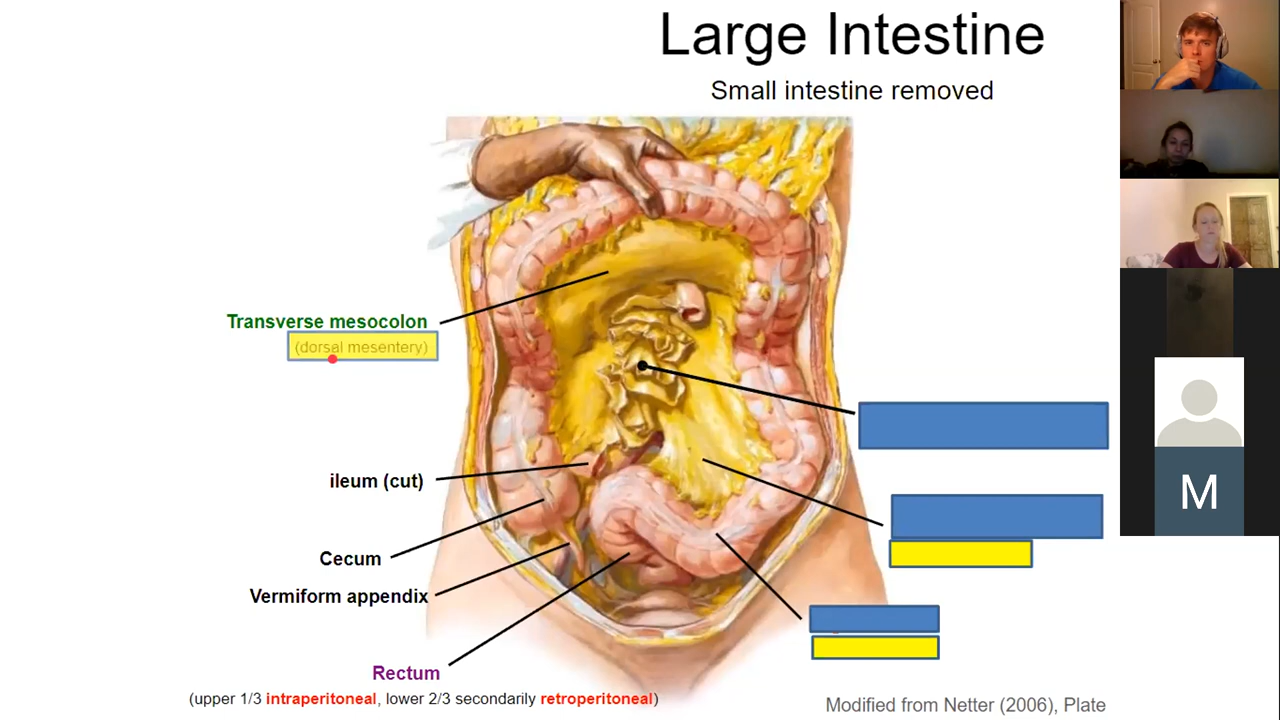 Large Intestine
Small intestine removed
Transverse mesocolon
(dorsal mesentery)
ileum (cut)
Cecum
Vermiform appendix
Rectum
(upper 1/3 intraperitoneal, lower 2/3 secondarily retroperitoneal)
Modified from Netter (2006), Plate
M